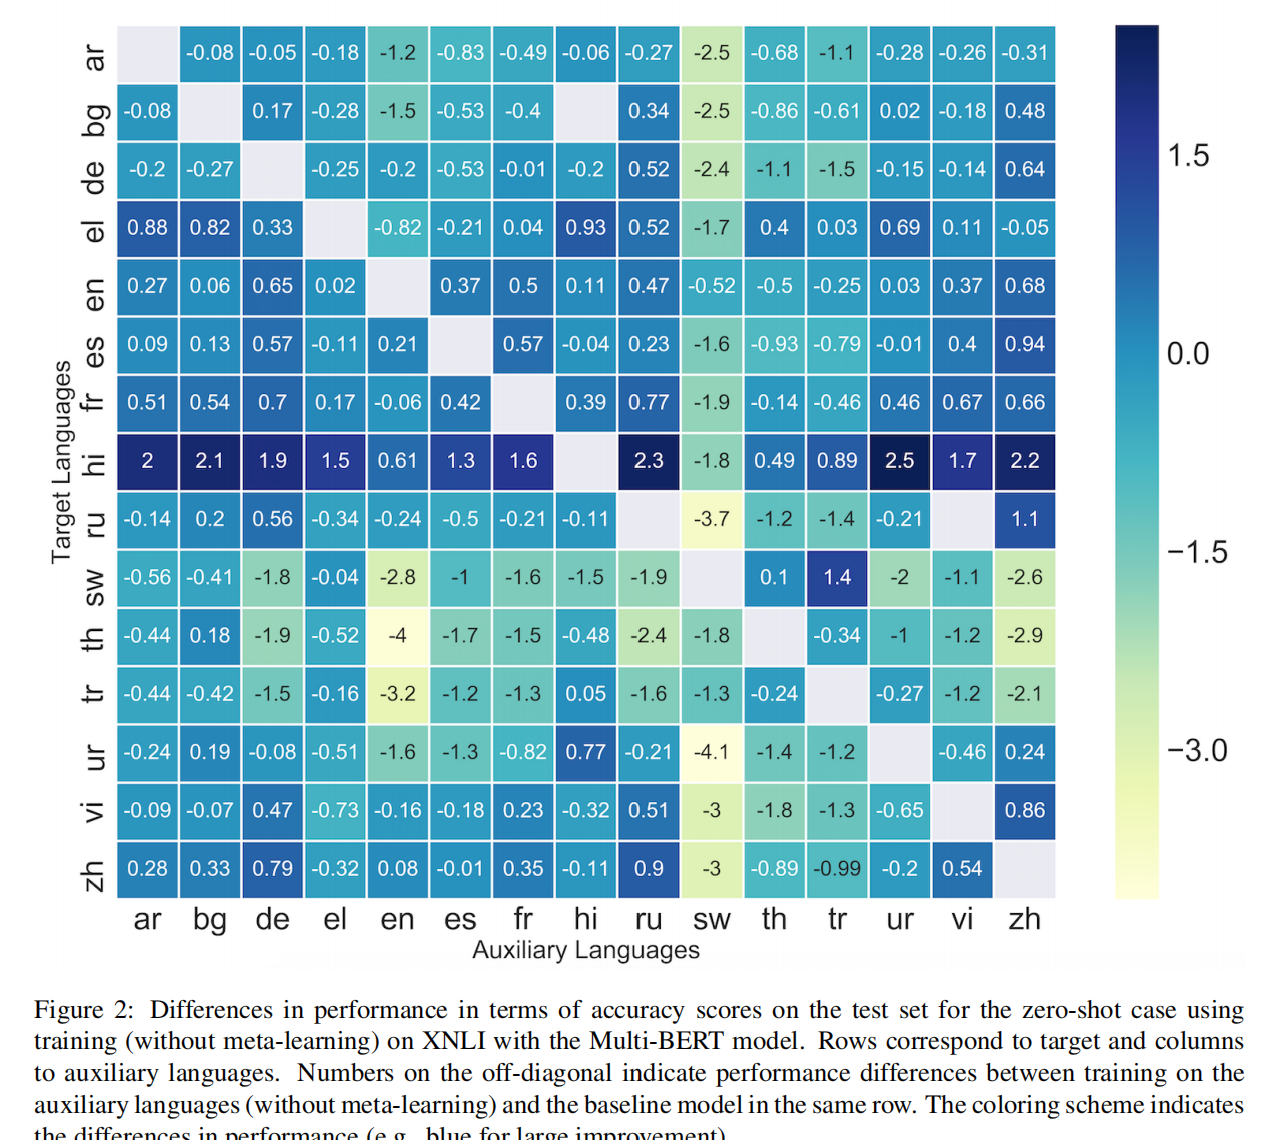 ar -0.08 -0.05 -0.18 -1.2 -0.83 -0.49 -0.06 -0.27 -2.5 -0.68 -1.1 -0.28 -0.26 -0.31
bg -0.08 0.17 -0.28 -1.5 -0.53 -0.4 0.34 -2.5 -0.86 -0.61 0.02 -0.18 0.48
de -0.2 -0.27 -0.25 -0.2 -0.53 -0.01 -0.2 0.52 -2.4 -1.1 -1.5 -0.15 -0.14 0.64
el 0.88 0.82 0.33 -0.82 -0.21 0.04 0.93 0.52 -1.7 0.4 0.03 0.69 0.11 -0.05
en 0.27 0.06 0.65 0.02 0.37 0.5 0.11 0.47 -0.52 -0.5 -0.25 0.03 0.37 0.68
es 0.09 0.13 0.57 -0.11 0.21 0.57 -0.04 0.23 -1.6 -0.93 -0.79 -0.01 0.4 0.94
fr 0.51 0.54 0.7 0.17 -0.06 0.42 0.39 0.77 -1.9 -0.14 -0.46 0.46 0.67 0.66
hi 2 2.1 1.9 1.5 0.61 1.3 1.6 2.3 -1.8 0.49 0.89 2.5 1.7 2.2
ru -0.14 0.2 0.56 -0.34 -0.24 -0.5 -0.21 -0.11 -3.7 -1.2 -1.4 -0.21 1.1
sw -0.56 -0.41 -1.8 -0.04 -2.8 -1 -1.6 -1.5 -1.9 0.1 1.4 -2 -1.1 -2.6
th -0.44 0.18 -1.9 -0.52 -4 -1.7 -1.5 -0.48 -2.4 -1.8 -0.34 -1 -1.2 -2.9
tr -0.44 -0.42 -1.5 -0.16 -3.2 -1.2 -1.3 0.05 -1.6 -1.3 -0.24 -0.27 -1.2 -2.1
ur -0.24 0.19 -0.08 -0.51 -1.6 -1.3 -0.82 0.77 -0.21 -4.1 -1.4 -1.2 -0.46 0.24
vi -0.09 -0.07 0.47 -0.73 -0.16 -0.18 0.23 -0.32 0.51 -3 -1.8 -1.3 -0.65 0.86
zh 0.28 0.33 0.79 -0.32 0.08 -0.01 0.35 -0.11 0.9 -3 -0.89 -0.99 -0.2 0.54
ar bg de el en es fr hi ru sw th tr ur vi zh
Auxiliary Languages
Target Languages
1.5
0.0
−1.5
−3.0
Figure 2: Differences in performance in terms of accuracy scores on the test set for the zero-shot case using
training (without meta-learning) on XNLI with the Multi-BERT model. Rows correspond to target and columns
to auxiliary languages. Numbers on the off-diagonal indicate performance differences between training on the
auxiliary languages (without meta-learning) and the baseline model in the same row. The coloring scheme indicates
the differences in performance (e.g., blue for large improvement).